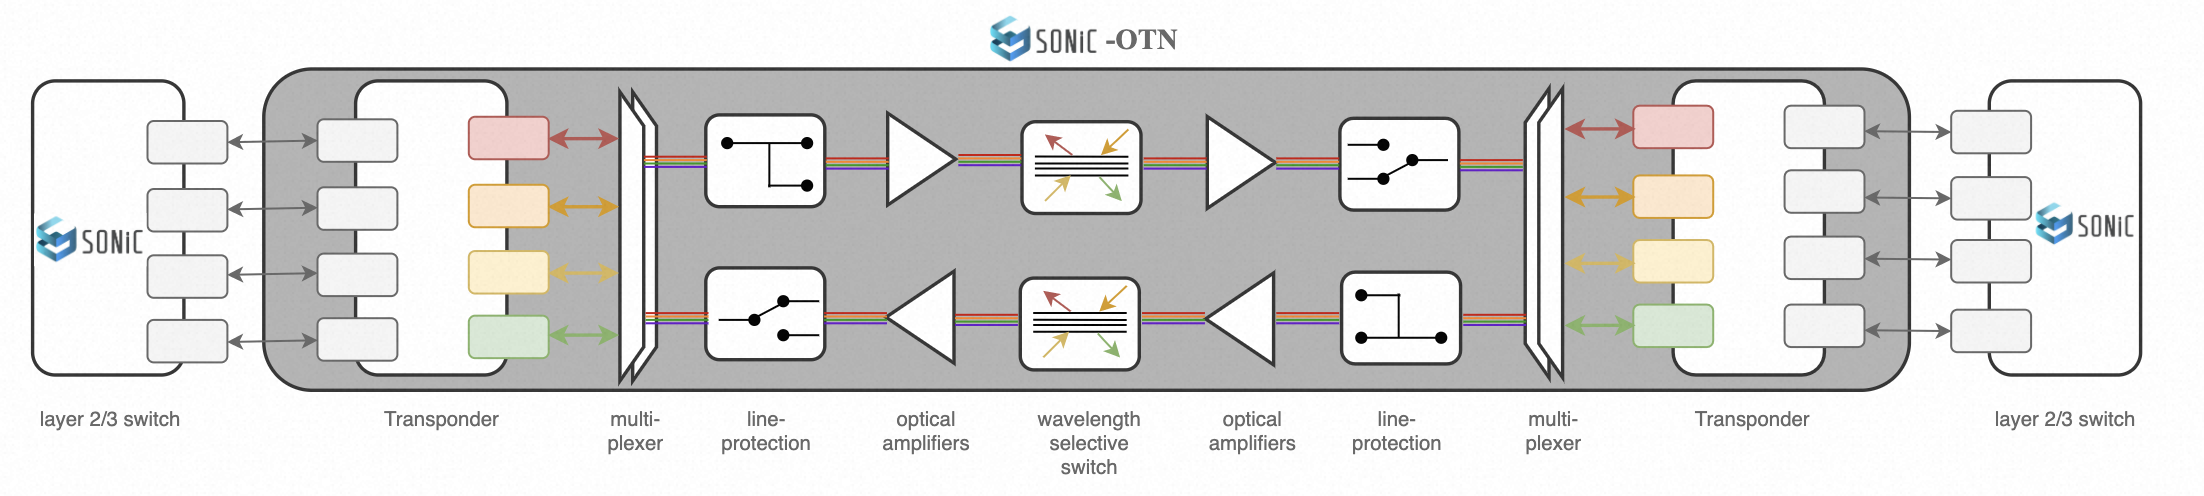 SONiC -OTN
SONiC
SONiC
layer 2/3 switch
Transponder
multi-
plexer
line-
protection
optical
amplifiers
wavelength
selective
switch
optical
amplifiers
line-
protection
multi-
plexer
Transponder
layer 2/3 switch